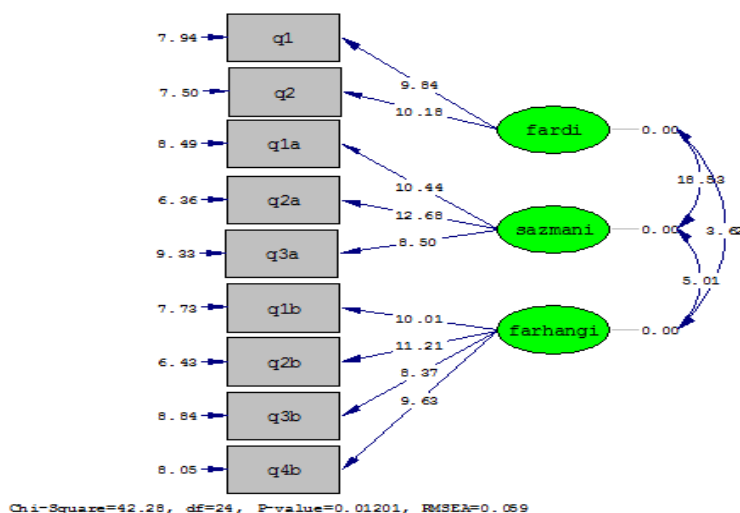 7.94 q1
9.84
7.50 q2
10.18
fardi 0.00
8.49 q1a
10.44
18.53
6.36 q2a
12.68
sazmani 0.00
3.62
9.33 q3a
8.50
5.01
7.73 q1b
10.01
farhangi 0.00
11.21
6.43 q2b
8.37
9.63
8.84 q3b
8.05 q4b
Chi-Square=42.28, df=24, P-value=0.01201, RMSEA=0.059